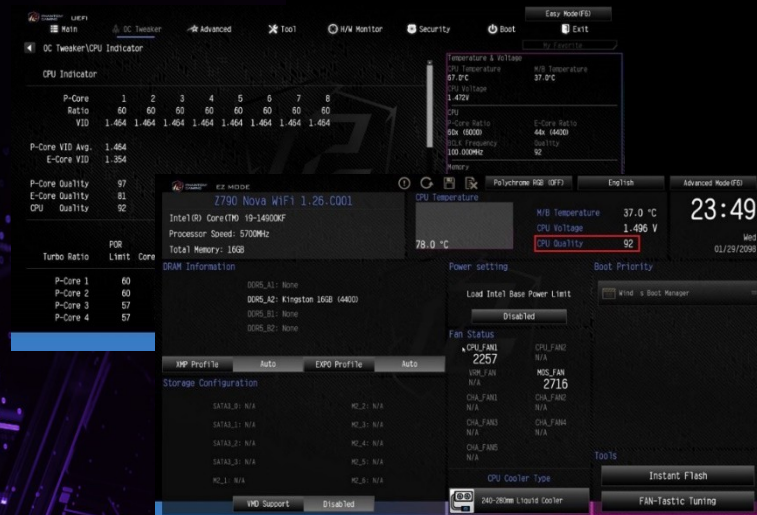 PHANTOM GAMING UEFI
Easy Mode(F6)
Main OC Tweaker Advanced Tool H/W Monitor Security Boot Exit
My Favorite
OC Tweaker\CPU Indicator
CPU Indicator
P-Core 1 2 3 4 5 6 7 8
Ratio 60 60 60 60 60 60 60 60
VID 1.464 1.464 1.464 1.464 1.464 1.464 1.464 1.464
P-Core VID Avg. 1.464
E-Core VID 1.354
P-Core Quality 97
E-Core Quality 81
CPU Quality 92
POR
Turbo Ratio Limit Core
P-Core 1 60
P-Core 2 60
P-Core 3 57
P-Core 4 57
Temperature & Voltage
CPU Temperature M/B Temperature
67.0°C 37.0°C
CPU Voltage
1.472V
CPU
P-Core Ratio E-Core Ratio
60x (6000) 44x (4400)
BCLK Frequency Quality
100.000MHz 92
Memory
PHANTOM GAMING EZ MODE
Polychrome RGB (OFF) English Advanced Mode(F6)
Z790 Nova WiFi 1.26.CQ01
Intel(R) Core(TM) i9-14900KF
Processor Speed: 5700MHz
Total Memory: 16GB
CPU Temperature
78.0 °C
M/B Temperature 37.0 °C
CPU Voltage 1.496 V
CPU Quality 92
23:49
Wed
01/29/2098
DRAM Information
DDR5_A1: None
DDR5_A2: Kingston 16GB (4400)
DDR5_B1: None
DDR5_B2: None
XMP Profile Auto EXPO Profile Auto
Storage Configuration
SATA3_0: N/A M2_2: N/A
SATA3_1: N/A M2_3: N/A
SATA3_2: N/A M2_4: N/A
SATA3_3: N/A M2_5: N/A
M2_1: N/A M2_6: N/A
VMD Support Disabled
Power setting
Load Intel Base Power Limit
Disabled
Fan Status
CPU_FAN1 CPU_FAN2
2257 N/A
VRM_FAN MOS_FAN
N/A 2716
CHA_FAN1 CHA_FAN2
N/A N/A
CHA_FAN3 CHA_FAN4
N/A N/A
CHA_FAN5
N/A
CPU Cooler Type
240-280mm Liquid Cooler
Boot Priority
Wind s Boot Manager
Tools
Instant Flash
FAN-Tastic Tuning